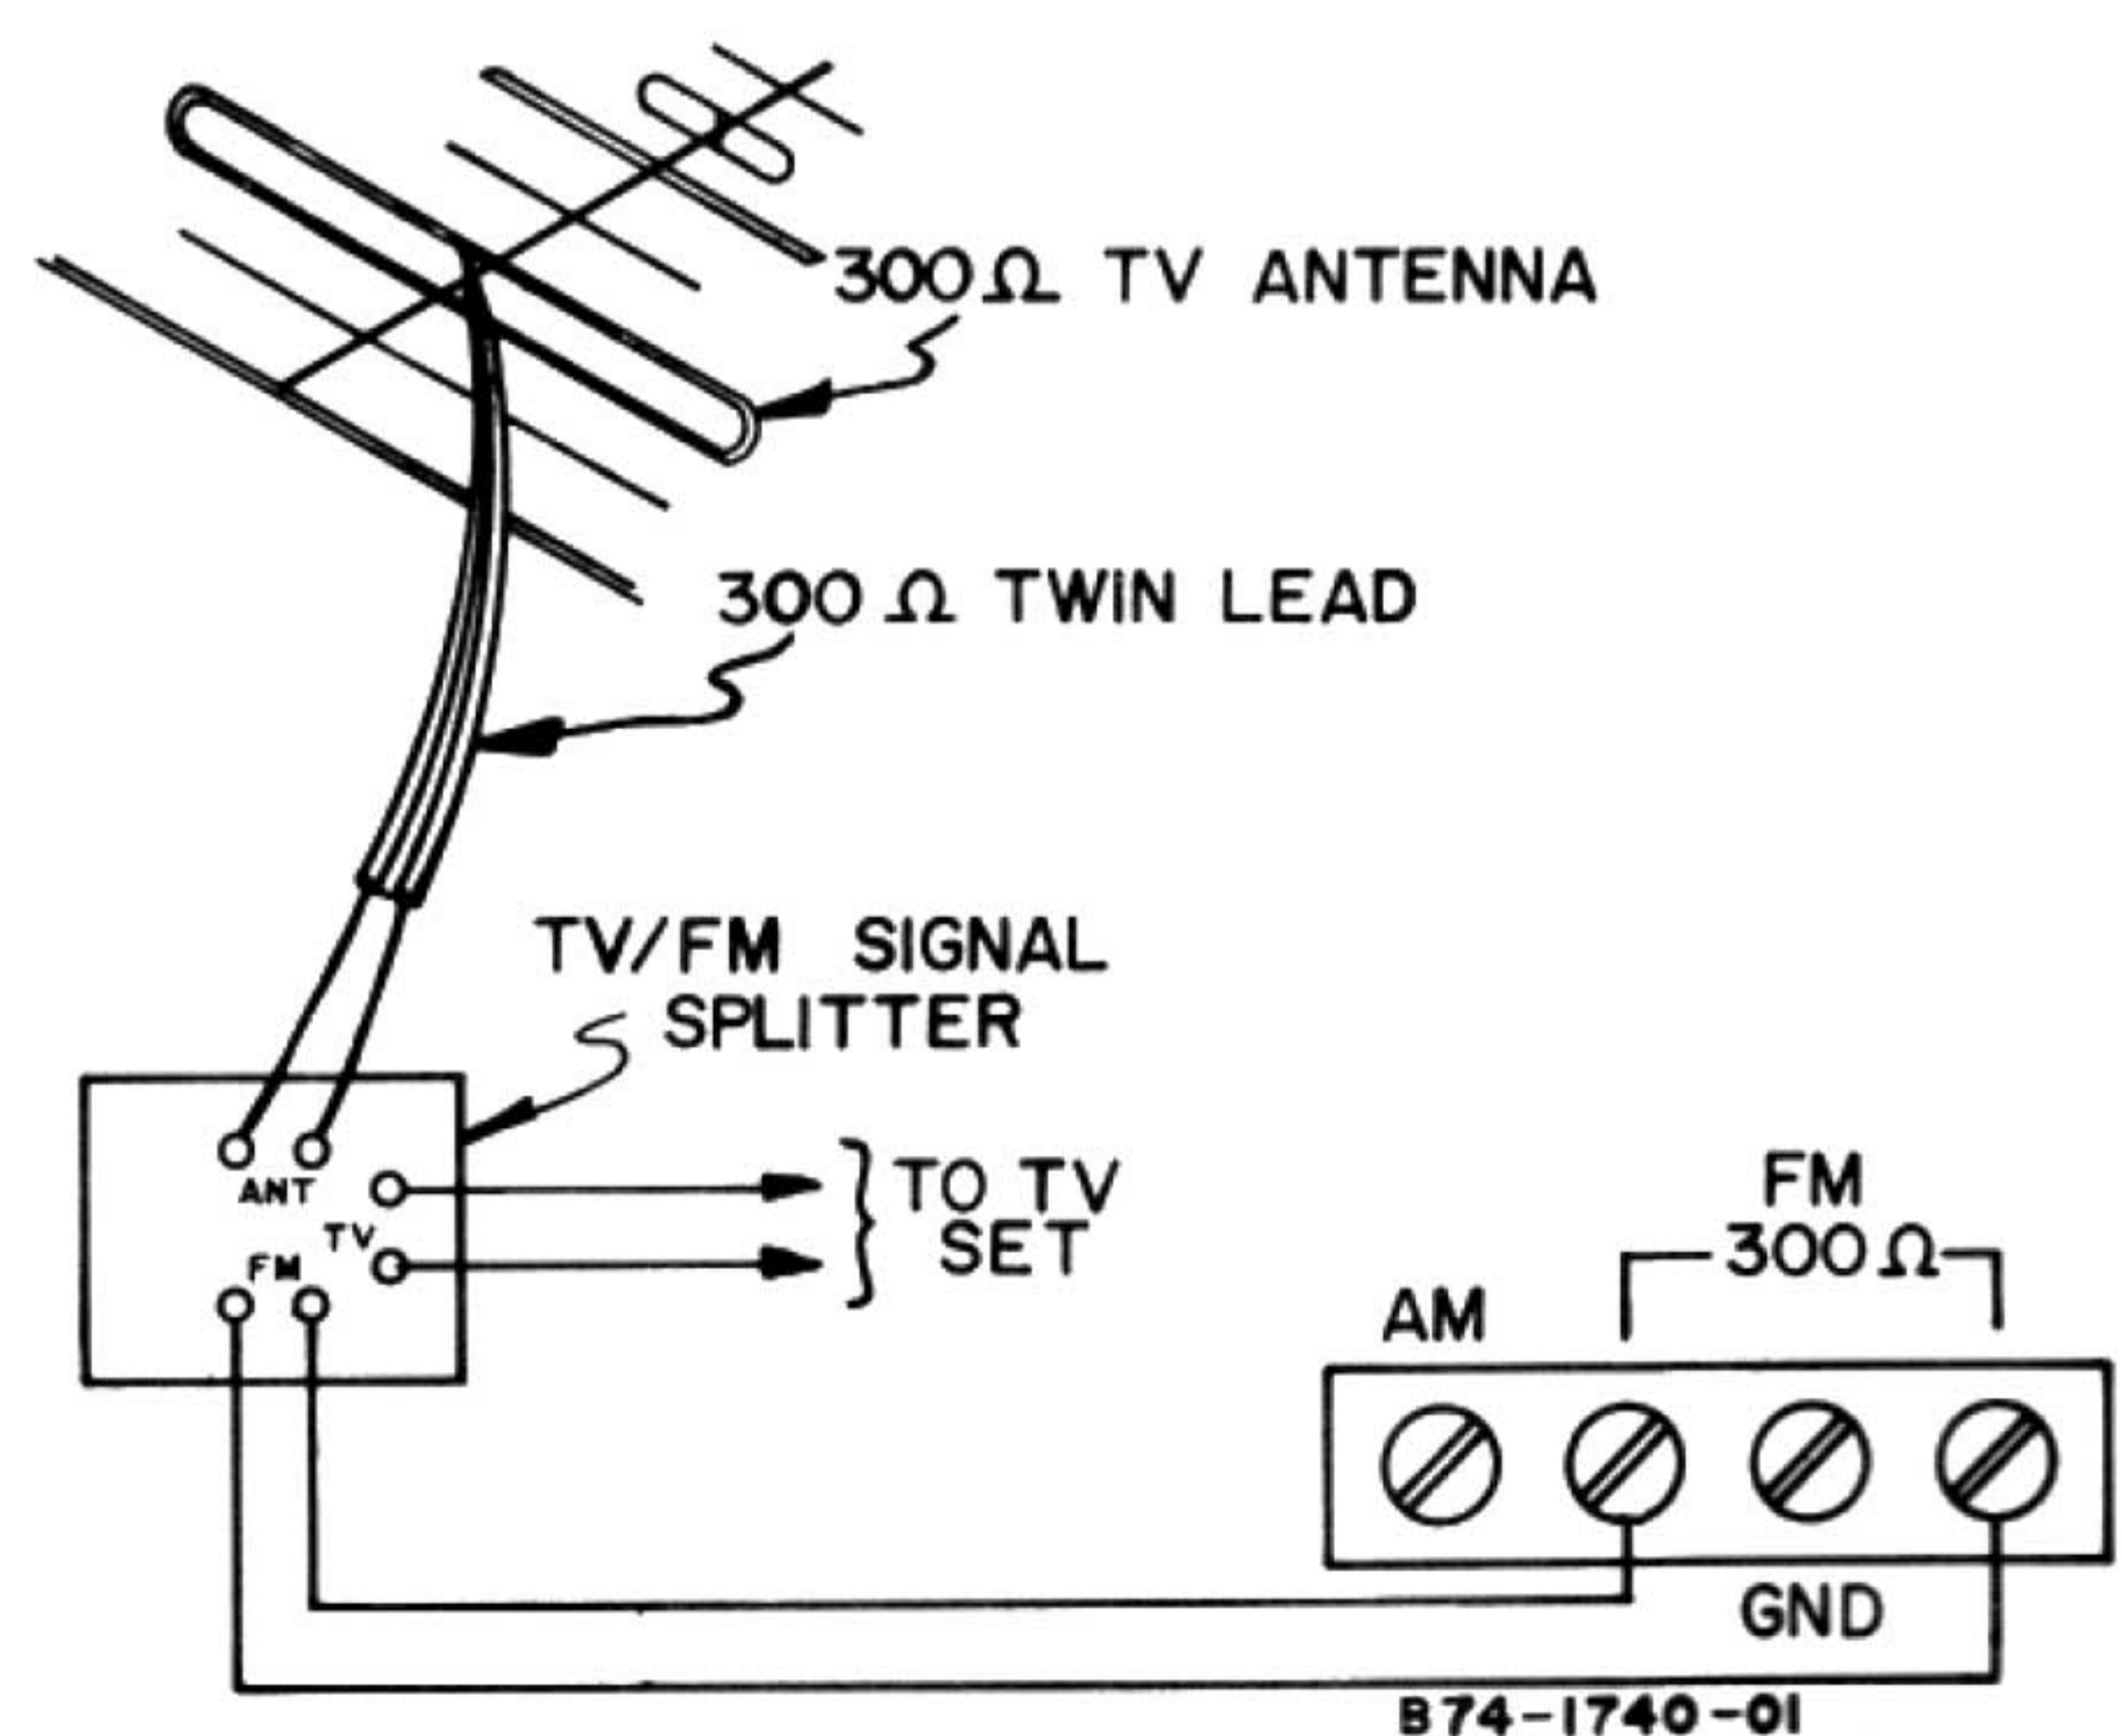 300Ω TV ANTENNA
300Ω TWIN LEAD
TV/FM SIGNAL
SPLITTER
ANT
TV
FM
TO TV
SET
FM
300Ω
AM
GND
B74-1740-01